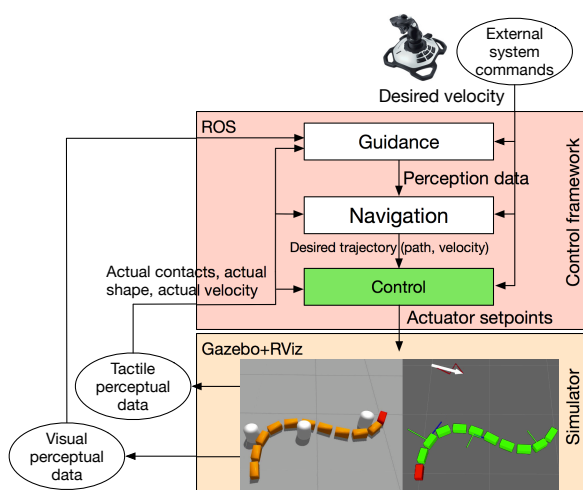 External
system
commands
Desired velocity
ROS
Guidance
Perception data
Navigation
Desired trajectory (path, velocity)
Actual contacts, actual
shape, actual velocity
Control
Actuator setpoints
Control framework
Gazebo+RViz
Tactile
perceptual
data
Visual
perceptual
data
Simulator